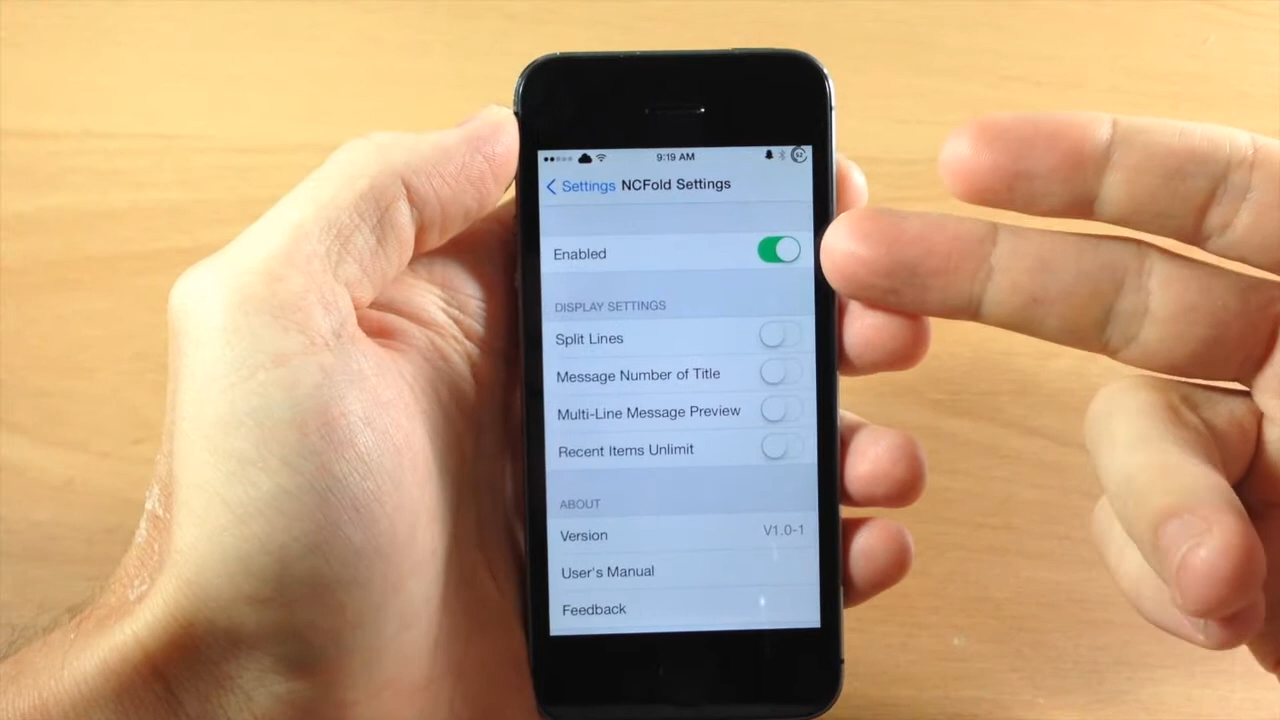 9:19 AM
52
Settings NCFold Settings
Enabled
DISPLAY SETTINGS
Split Lines
Message Number of Title
Multi-Line Message Preview
Recent Items Unlimit
ABOUT
Version V1.0-1
User's Manual
Feedback